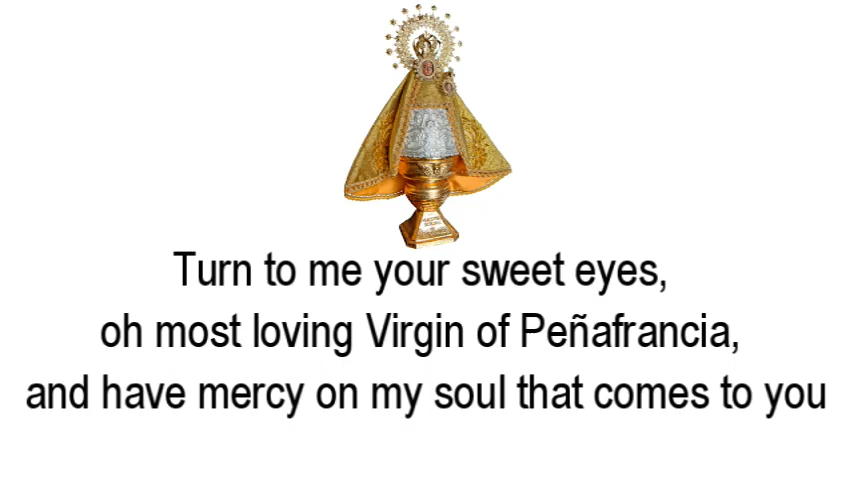 Turn to me your sweet eyes,
oh most loving Virgin of Peñafrancia,
and have mercy on my soul that comes to you